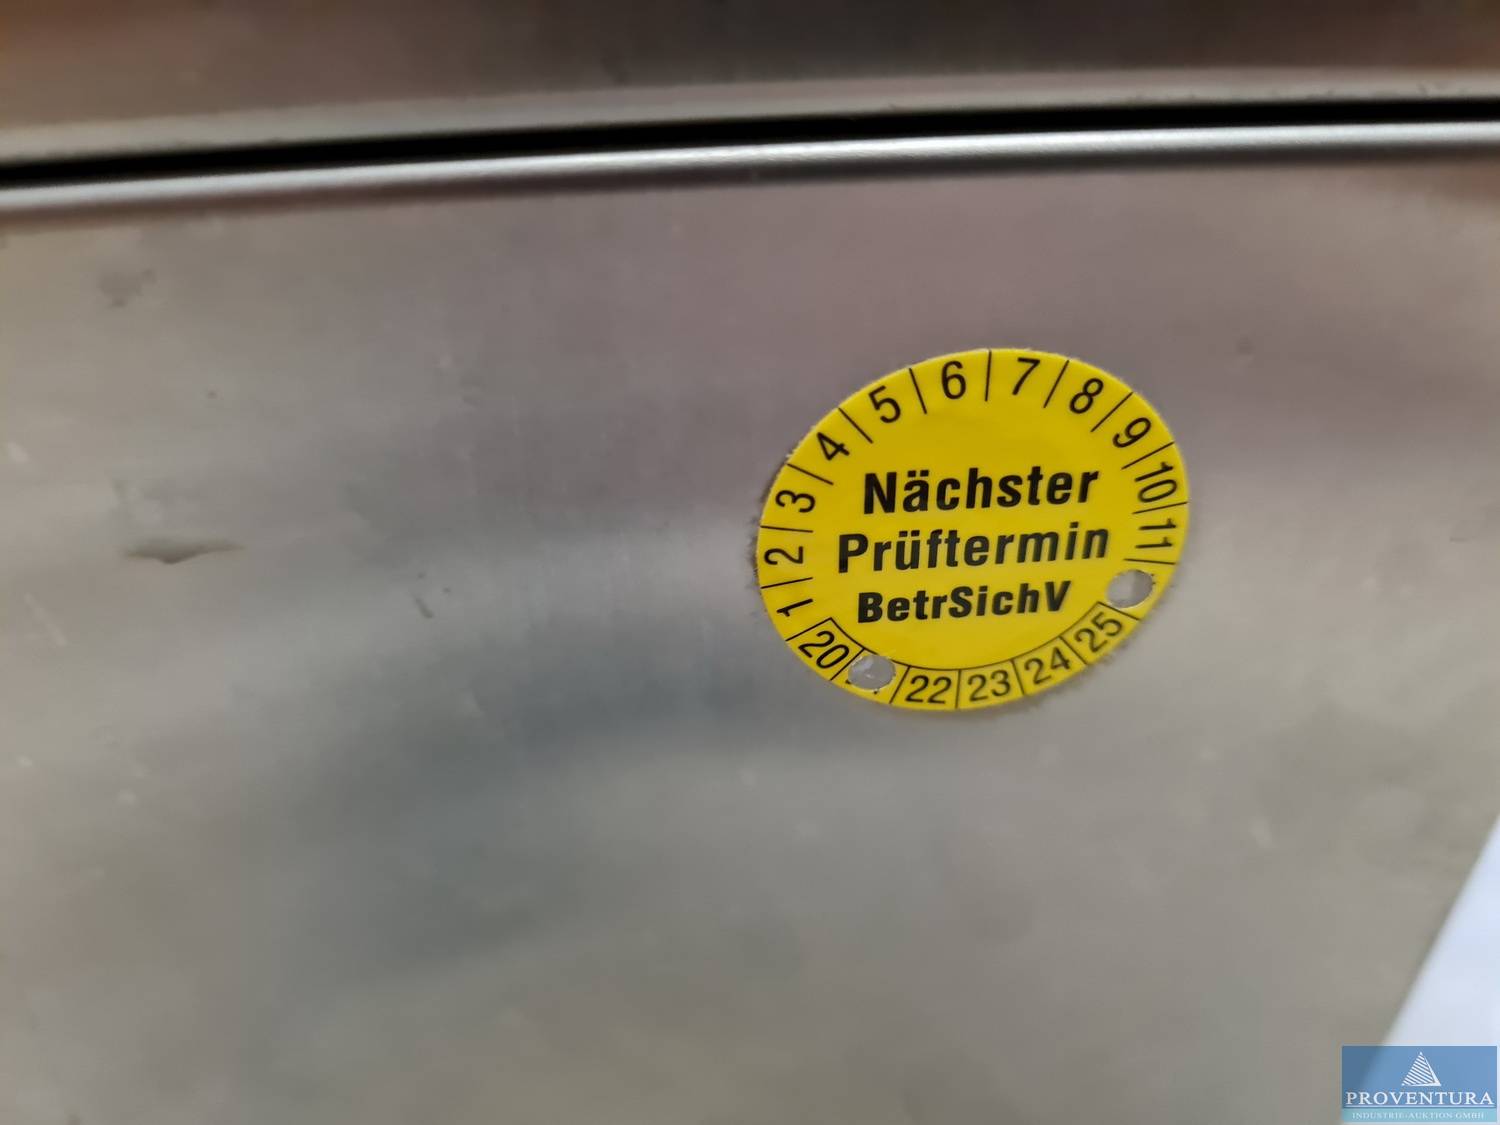 1 2 3 4 5 6 7 8 9 10 11
Nächster
Prüftermin
BetrSichV
20 22 23 24 25
PROVENTURA
INDUSTRIE-AUKTION GMBH